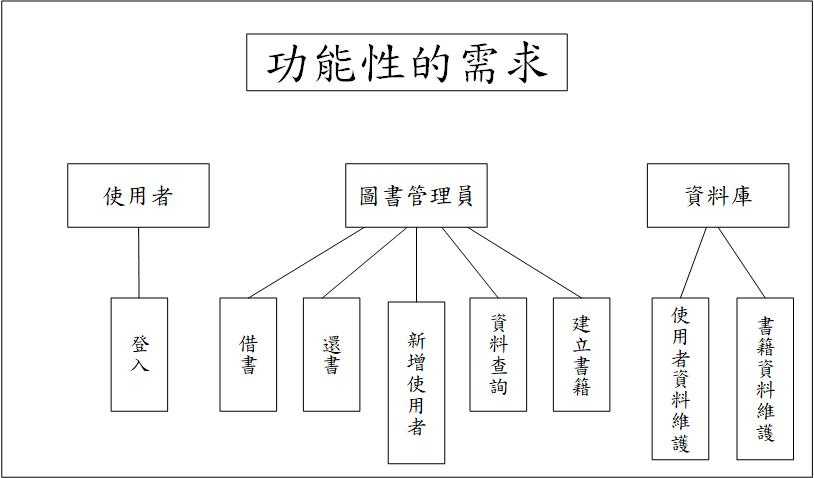 功能性的需求
使用者
圖書管理員
資料庫
登入
借書
還書
新增使用者
資料查詢
建立書籍
使用者資料維護
書籍資料維護